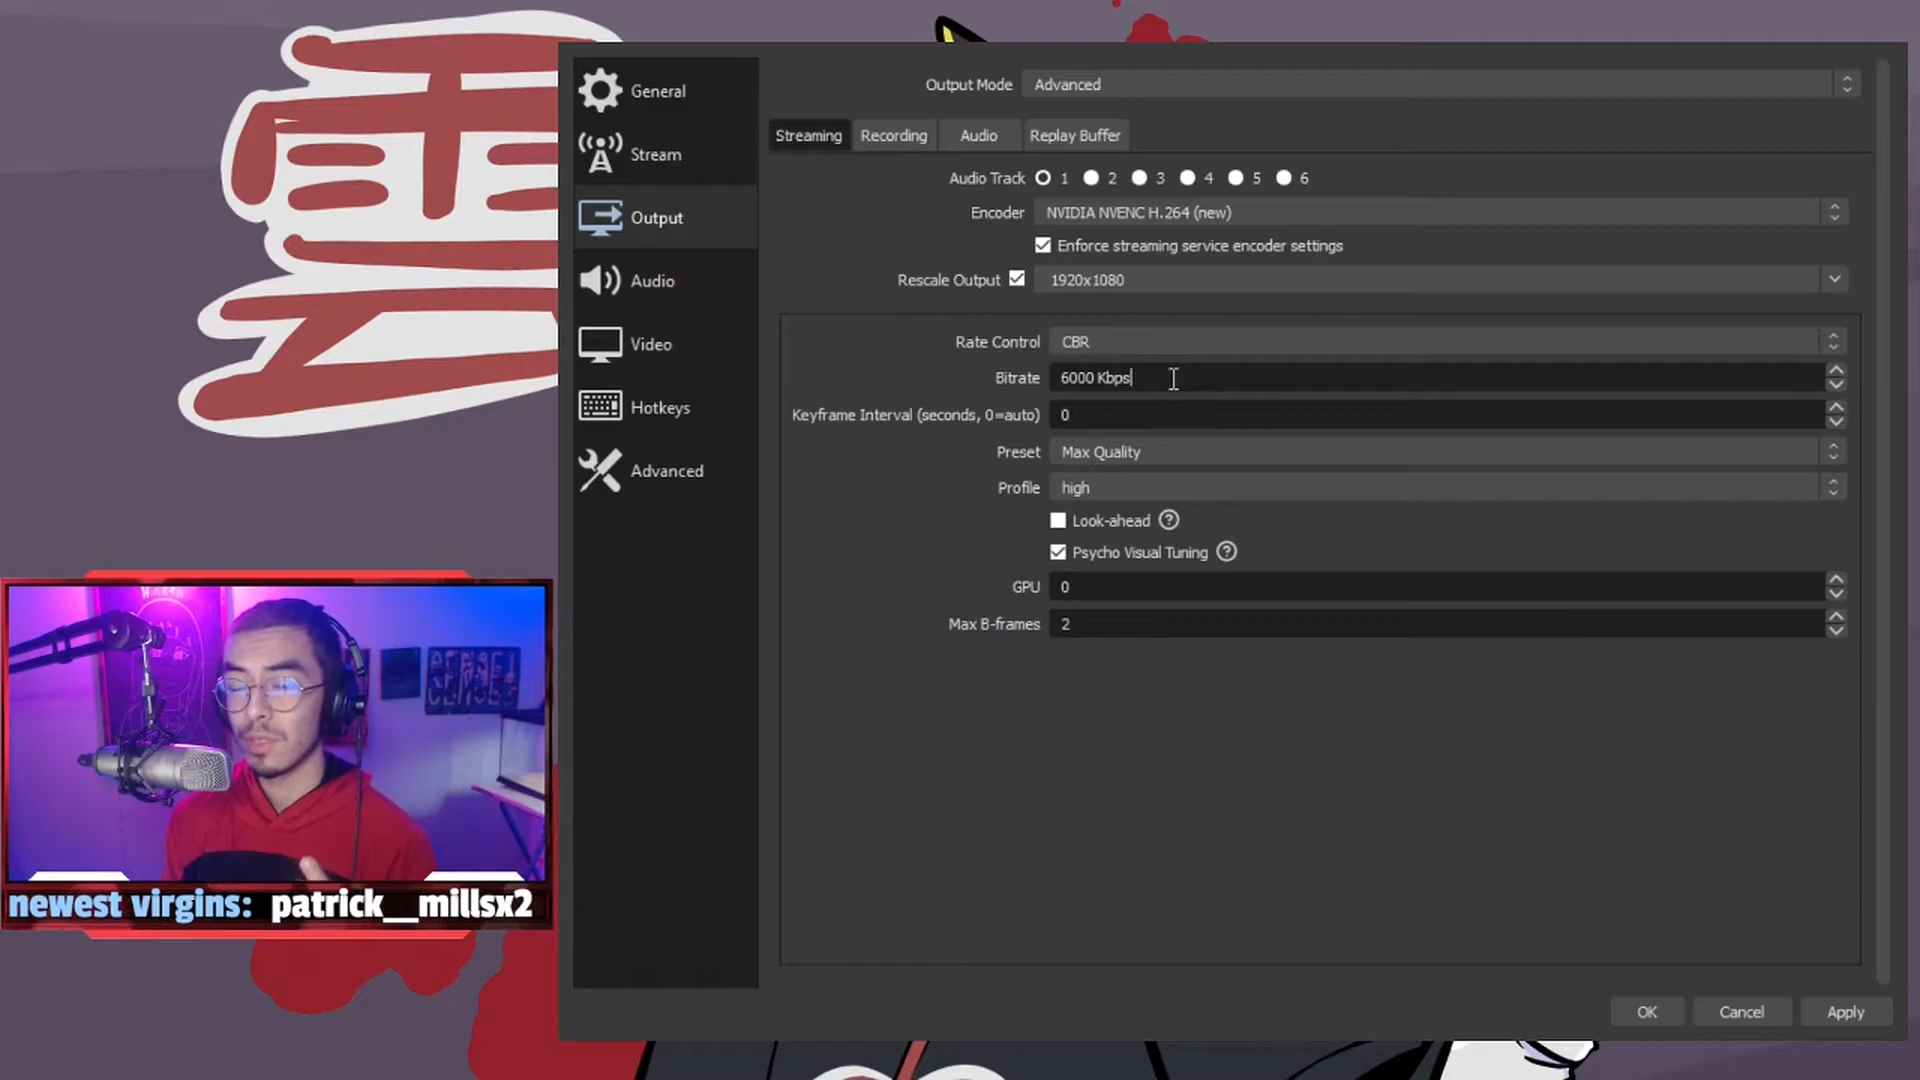 General
Stream
Output
Audio
Video
Hotkeys
Advanced
Output Mode Advanced
Streaming Recording Audio Replay Buffer
Audio Track 1 2 3 4 5 6
Encoder NVIDIA NVENC H.264 (new)
Enforce streaming service encoder settings
Rescale Output 1920x1080
Rate Control CBR
Bitrate 6000 Kbps
Keyframe Interval (seconds, 0=auto) 0
Preset Max Quality
Profile high
Look-ahead ?
Psycho Visual Tuning ?
GPU 0
Max B-frames 2
OK Cancel Apply
newest virgins: patrick__millsx2